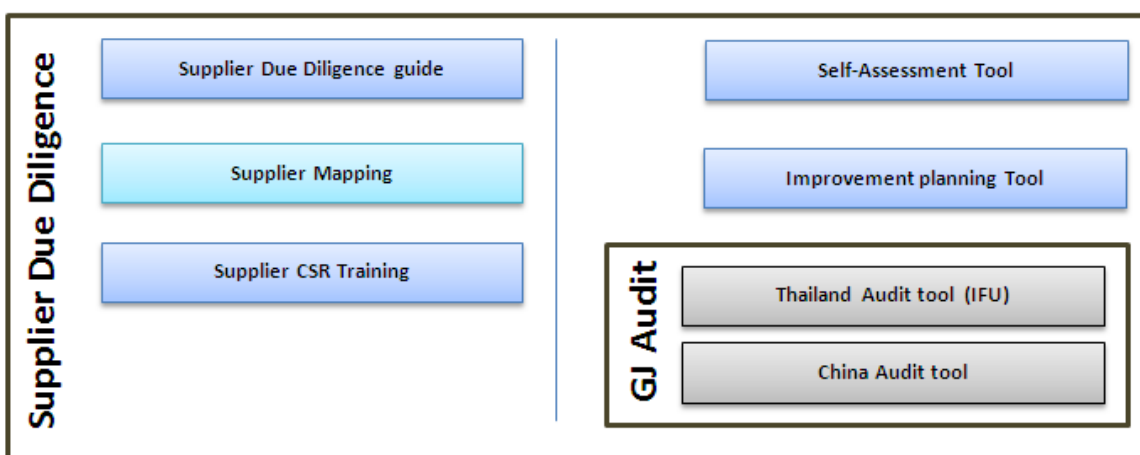 Supplier Due Diligence
Supplier Due Diligence guide
Supplier Mapping
Supplier CSR Training
Self-Assessment Tool
Improvement planning Tool
GJ Audit
Thailand Audit tool (IFU)
China Audit tool